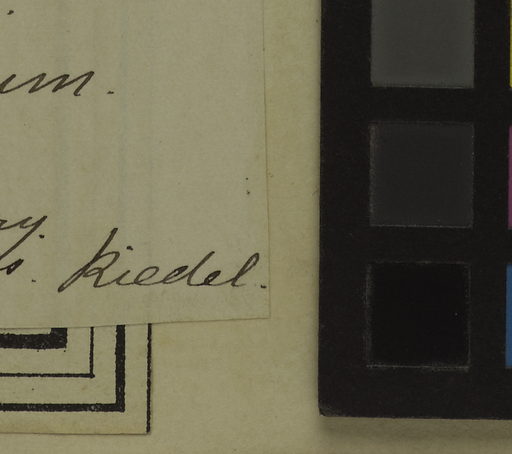 um.
y.
s. Riedel.